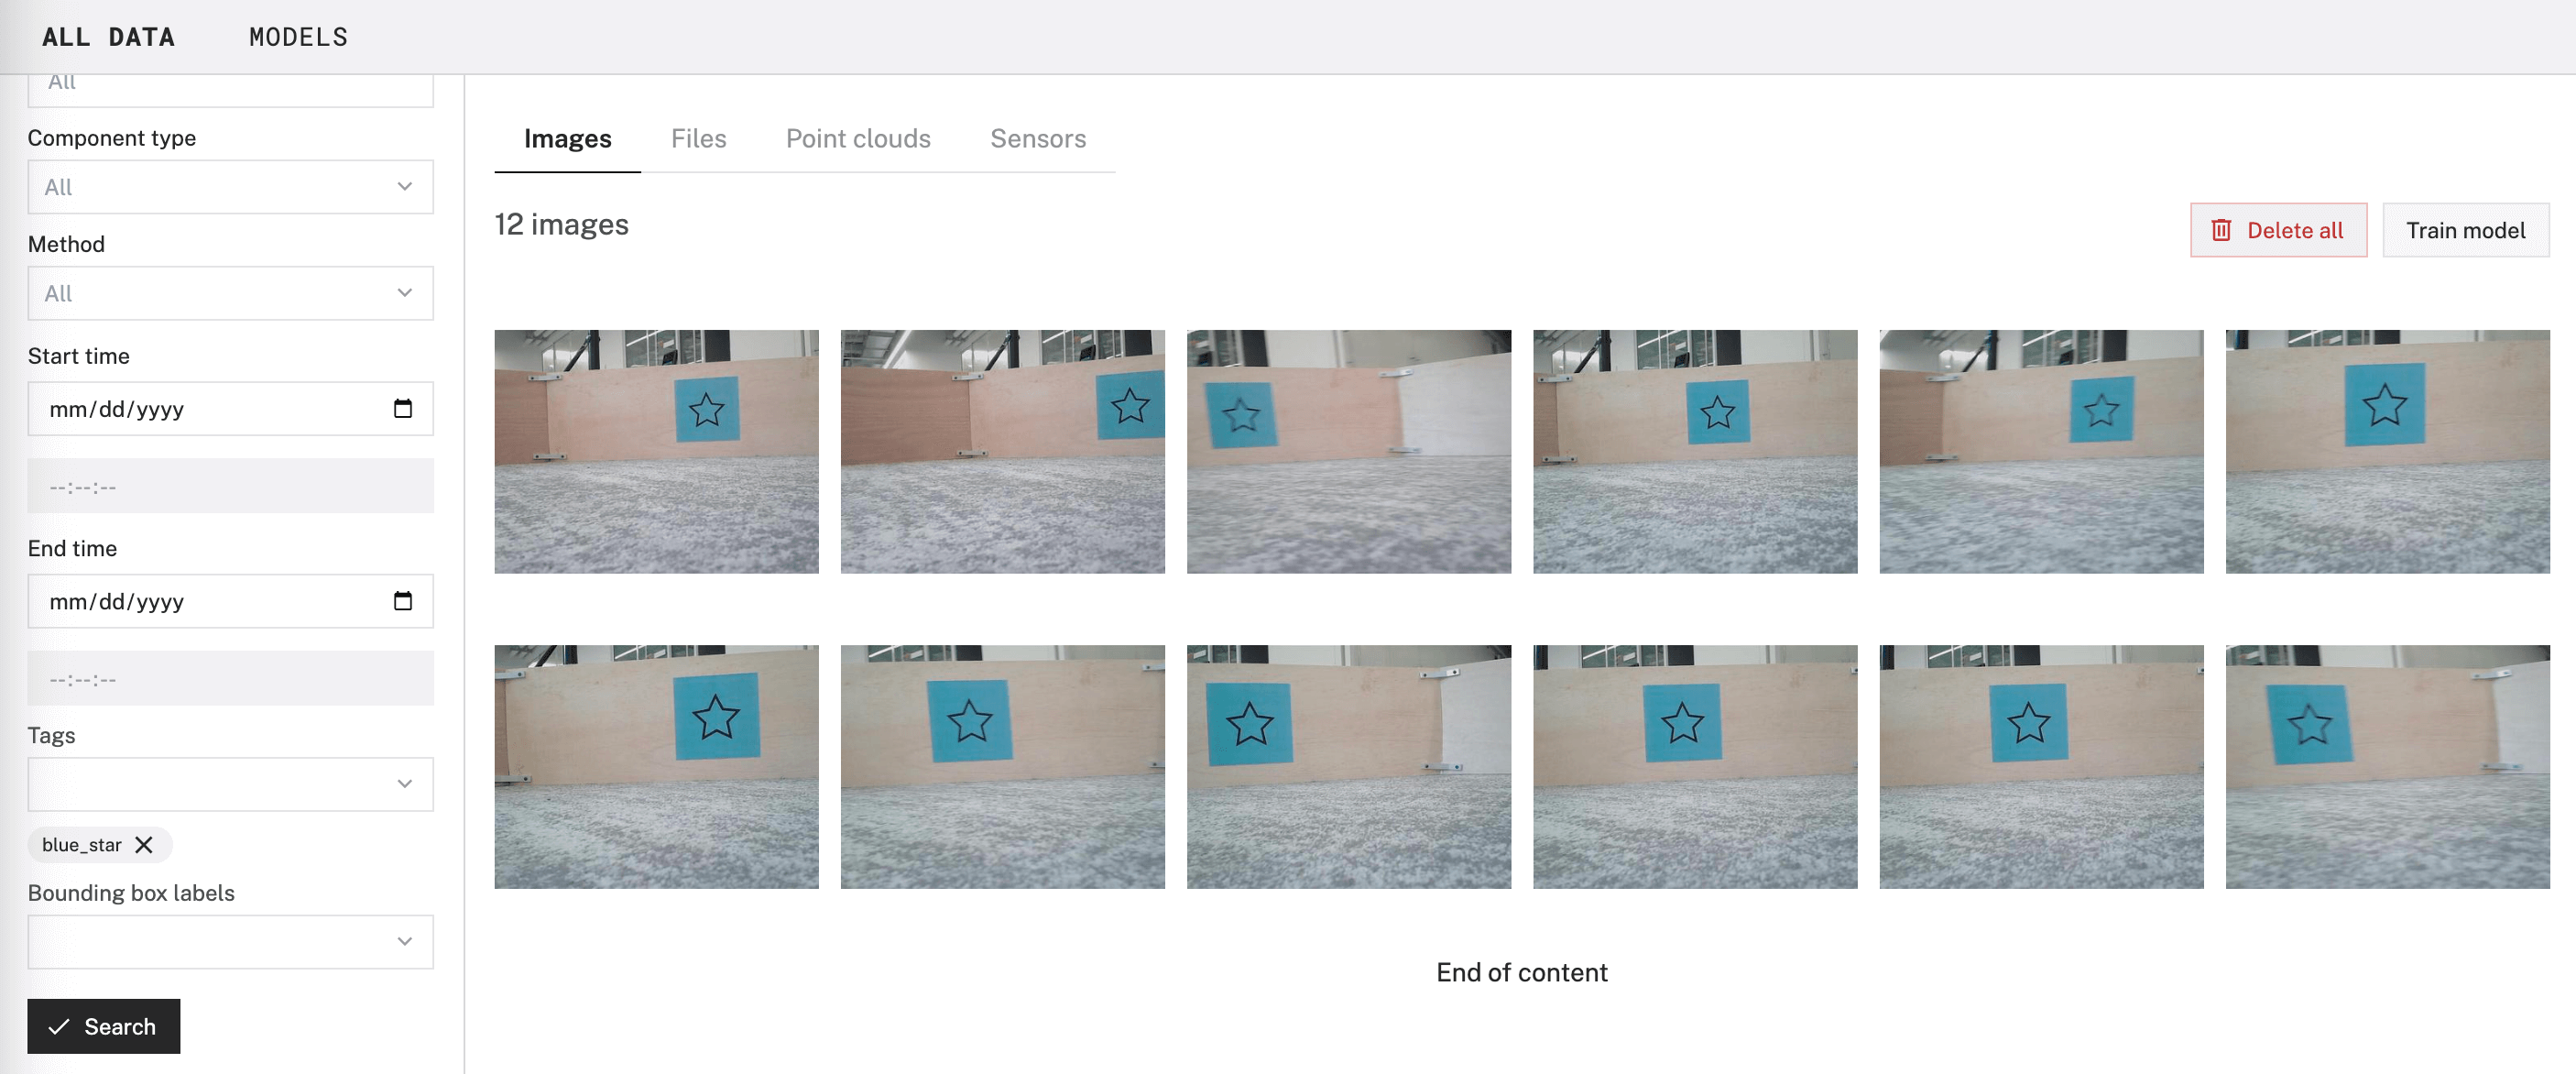 ALL DATA
MODELS
All
Component type
All
Method
All
Start time
mm/dd/yyyy
--:--:--
End time
mm/dd/yyyy
--:--:--
Tags
blue_star
Bounding box labels
Search
Images
Files
Point clouds
Sensors
12 images
Delete all
Train model
End of content